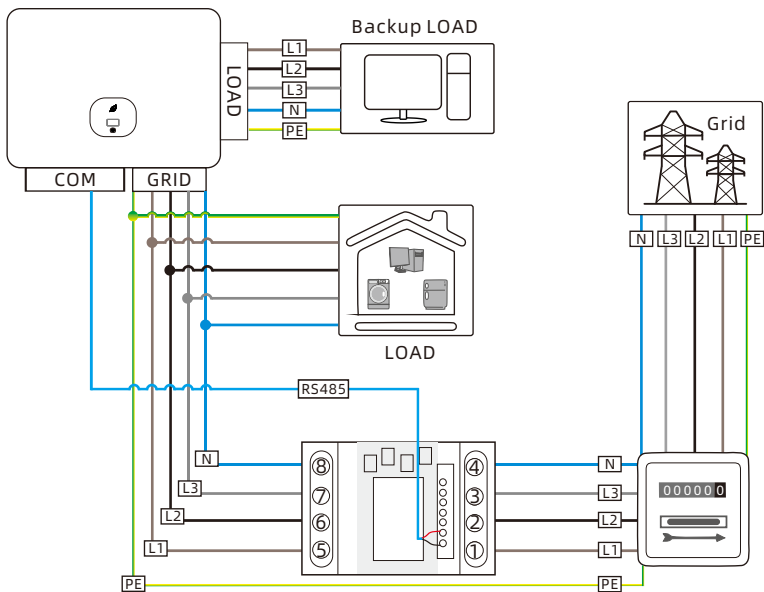 Backup LOAD
L1
L2
L3
N
PE
LOAD
COM
GRID
Grid
N L3 L2 L1 PE
LOAD
RS485
N
L3
L2
L1
PE
8
7
6
5
4
3
2
1
N
L3
L2
L1
PE
000000